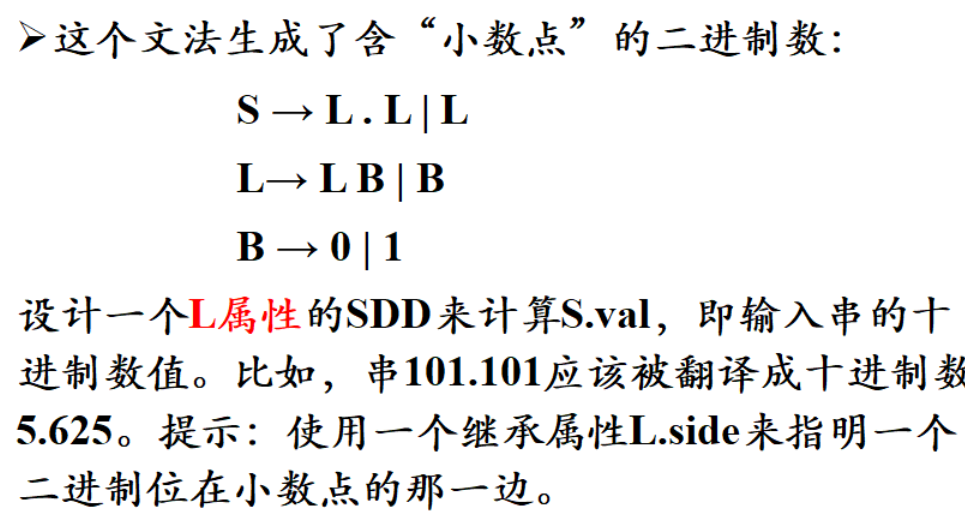 ➢这个文法生成了含“小数点”的二进制数：
S → L . L | L
L→ L B | B
B → 0 | 1
设计一个L属性的SDD来计算S.val，即输入串的十
进制数值。比如，串101.101应该被翻译成十进制数
5.625。提示：使用一个继承属性L.side来指明一个
二进制位在小数点的那一边。